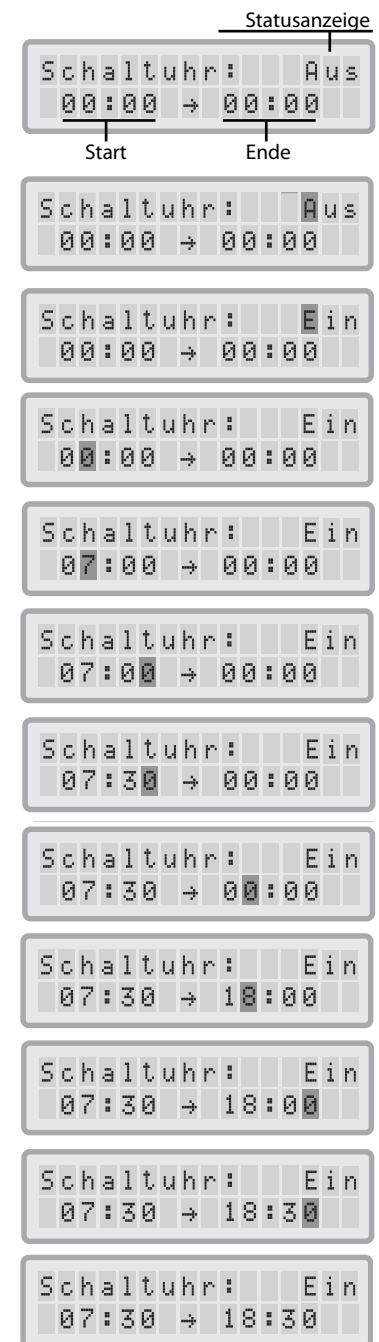 Statusanzeige
Schaltuhr: Aus
00:00 → 00:00
Start Ende
Schaltuhr: Aus
00:00 → 00:00
Schaltuhr: Ein
00:00 → 00:00
Schaltuhr: Ein
00:00 → 00:00
Schaltuhr: Ein
07:00 → 00:00
Schaltuhr: Ein
07:00 → 00:00
Schaltuhr: Ein
07:30 → 00:00
Schaltuhr: Ein
07:30 → 00:00
Schaltuhr: Ein
07:30 → 18:00
Schaltuhr: Ein
07:30 → 18:00
Schaltuhr: Ein
07:30 → 18:30
Schaltuhr: Ein
07:30 → 18:30